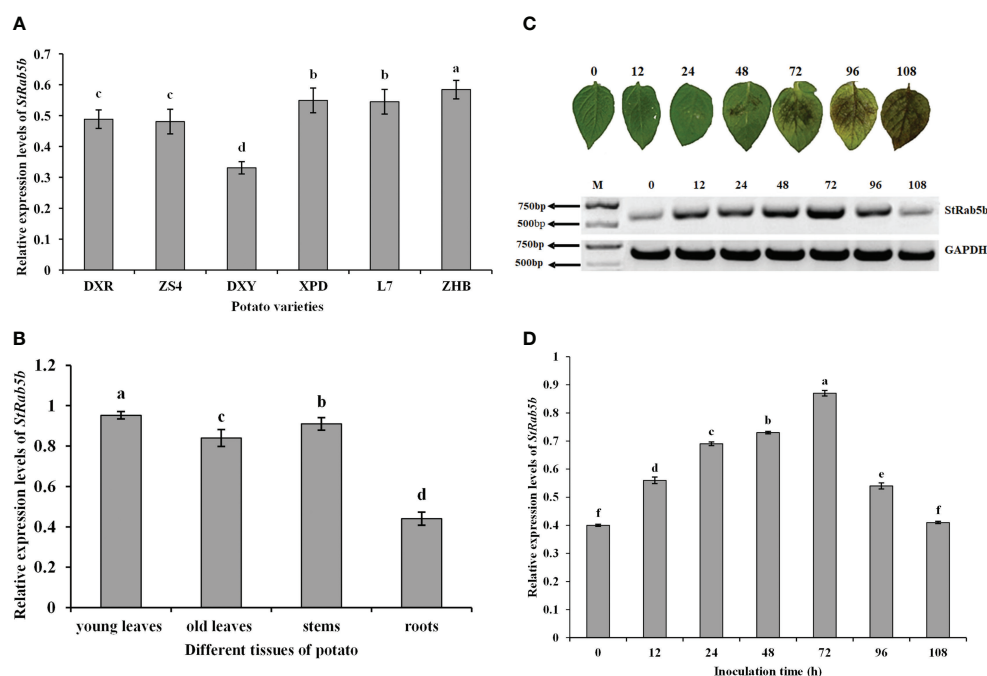 A
Relative expression levels of StRab5b
0.7
0.6
0.5
0.4
0.3
0.2
0.1
0
c
c
d
b
b
a
DXR ZS4 DXY XPD L7 ZHB
Potato varieties
B
Relative expression levels of StRab5b
1.2
1
0.8
0.6
0.4
0.2
0
a
c
b
d
young leaves old leaves stems roots
Different tissues of potato
C
0 12 24 48 72 96 108
M 0 12 24 48 72 96 108
750bp
500bp
StRab5b
750bp
500bp
GAPDH
D
Relative expression levels of StRab5b
1
0.9
0.8
0.7
0.6
0.5
0.4
0.3
0.2
0.1
0
f
d
c
b
a
e
f
0 12 24 48 72 96 108
Inoculation time (h)